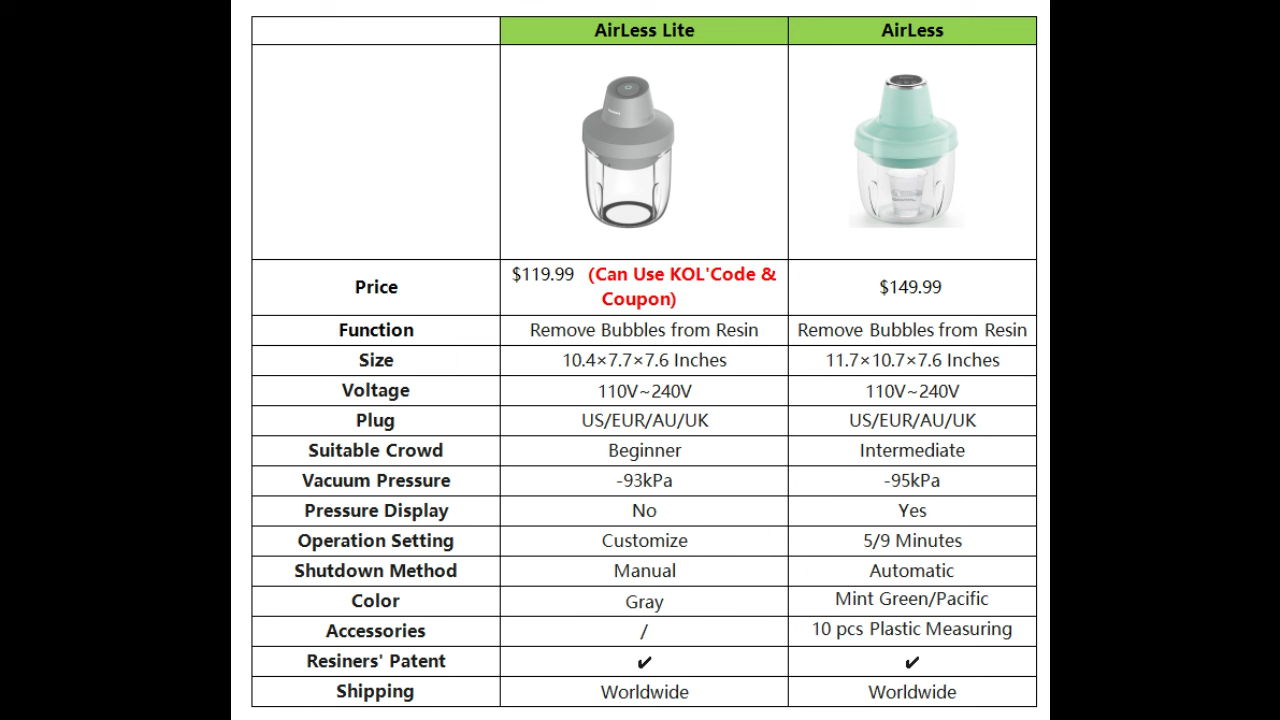 AirLess Lite AirLess
Price $119.99 (Can Use KOL'Code & Coupon) $149.99
Function Remove Bubbles from Resin Remove Bubbles from Resin
Size 10.4×7.7×7.6 Inches 11.7×10.7×7.6 Inches
Voltage 110V~240V 110V~240V
Plug US/EUR/AU/UK US/EUR/AU/UK
Suitable Crowd Beginner Intermediate
Vacuum Pressure -93kPa -95kPa
Pressure Display No Yes
Operation Setting Customize 5/9 Minutes
Shutdown Method Manual Automatic
Color Gray Mint Green/Pacific
Accessories / 10 pcs Plastic Measuring
Resiners' Patent ✔ ✔
Shipping Worldwide Worldwide